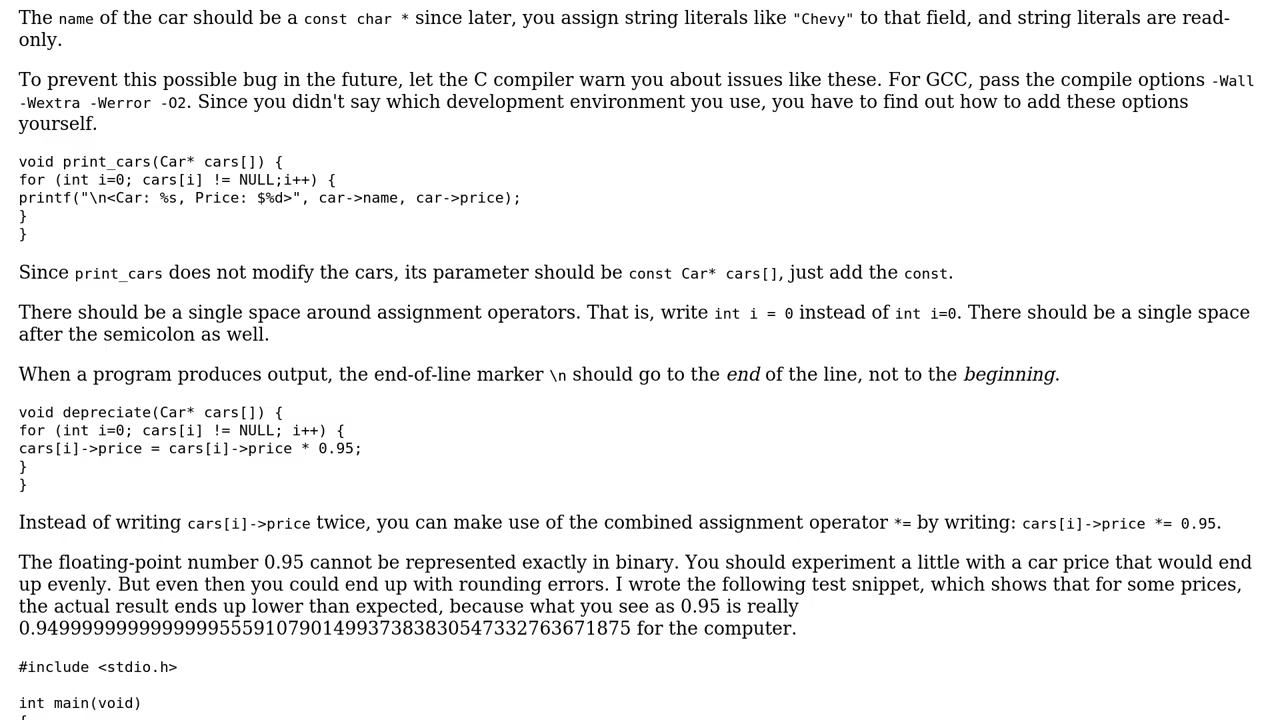 The name of the car should be a const char * since later, you assign string literals like "Chevy" to that field, and string literals are read-
only.
To prevent this possible bug in the future, let the C compiler warn you about issues like these. For GCC, pass the compile options -Wall
-Wextra -Werror -O2. Since you didn't say which development environment you use, you have to find out how to add these options
yourself.
void print_cars(Car* cars[]) {
for (int i=0; cars[i] != NULL;i++) {
printf("\n<Car: %s, Price: $%d>", car->name, car->price);
}
}
Since print_cars does not modify the cars, its parameter should be const Car* cars[], just add the const.
There should be a single space around assignment operators. That is, write int i = 0 instead of int i=0. There should be a single space
after the semicolon as well.
When a program produces output, the end-of-line marker \n should go to the end of the line, not to the beginning.
void depreciate(Car* cars[]) {
for (int i=0; cars[i] != NULL; i++) {
cars[i]->price = cars[i]->price * 0.95;
}
}
Instead of writing cars[i]->price twice, you can make use of the combined assignment operator *= by writing: cars[i]->price *= 0.95.
The floating-point number 0.95 cannot be represented exactly in binary. You should experiment a little with a car price that would end
up evenly. But even then you could end up with rounding errors. I wrote the following test snippet, which shows that for some prices,
the actual result ends up lower than expected, because what you see as 0.95 is really
0.9499999999999999555910790149937383830547332763671875 for the computer.
#include <stdio.h>
int main(void)
{